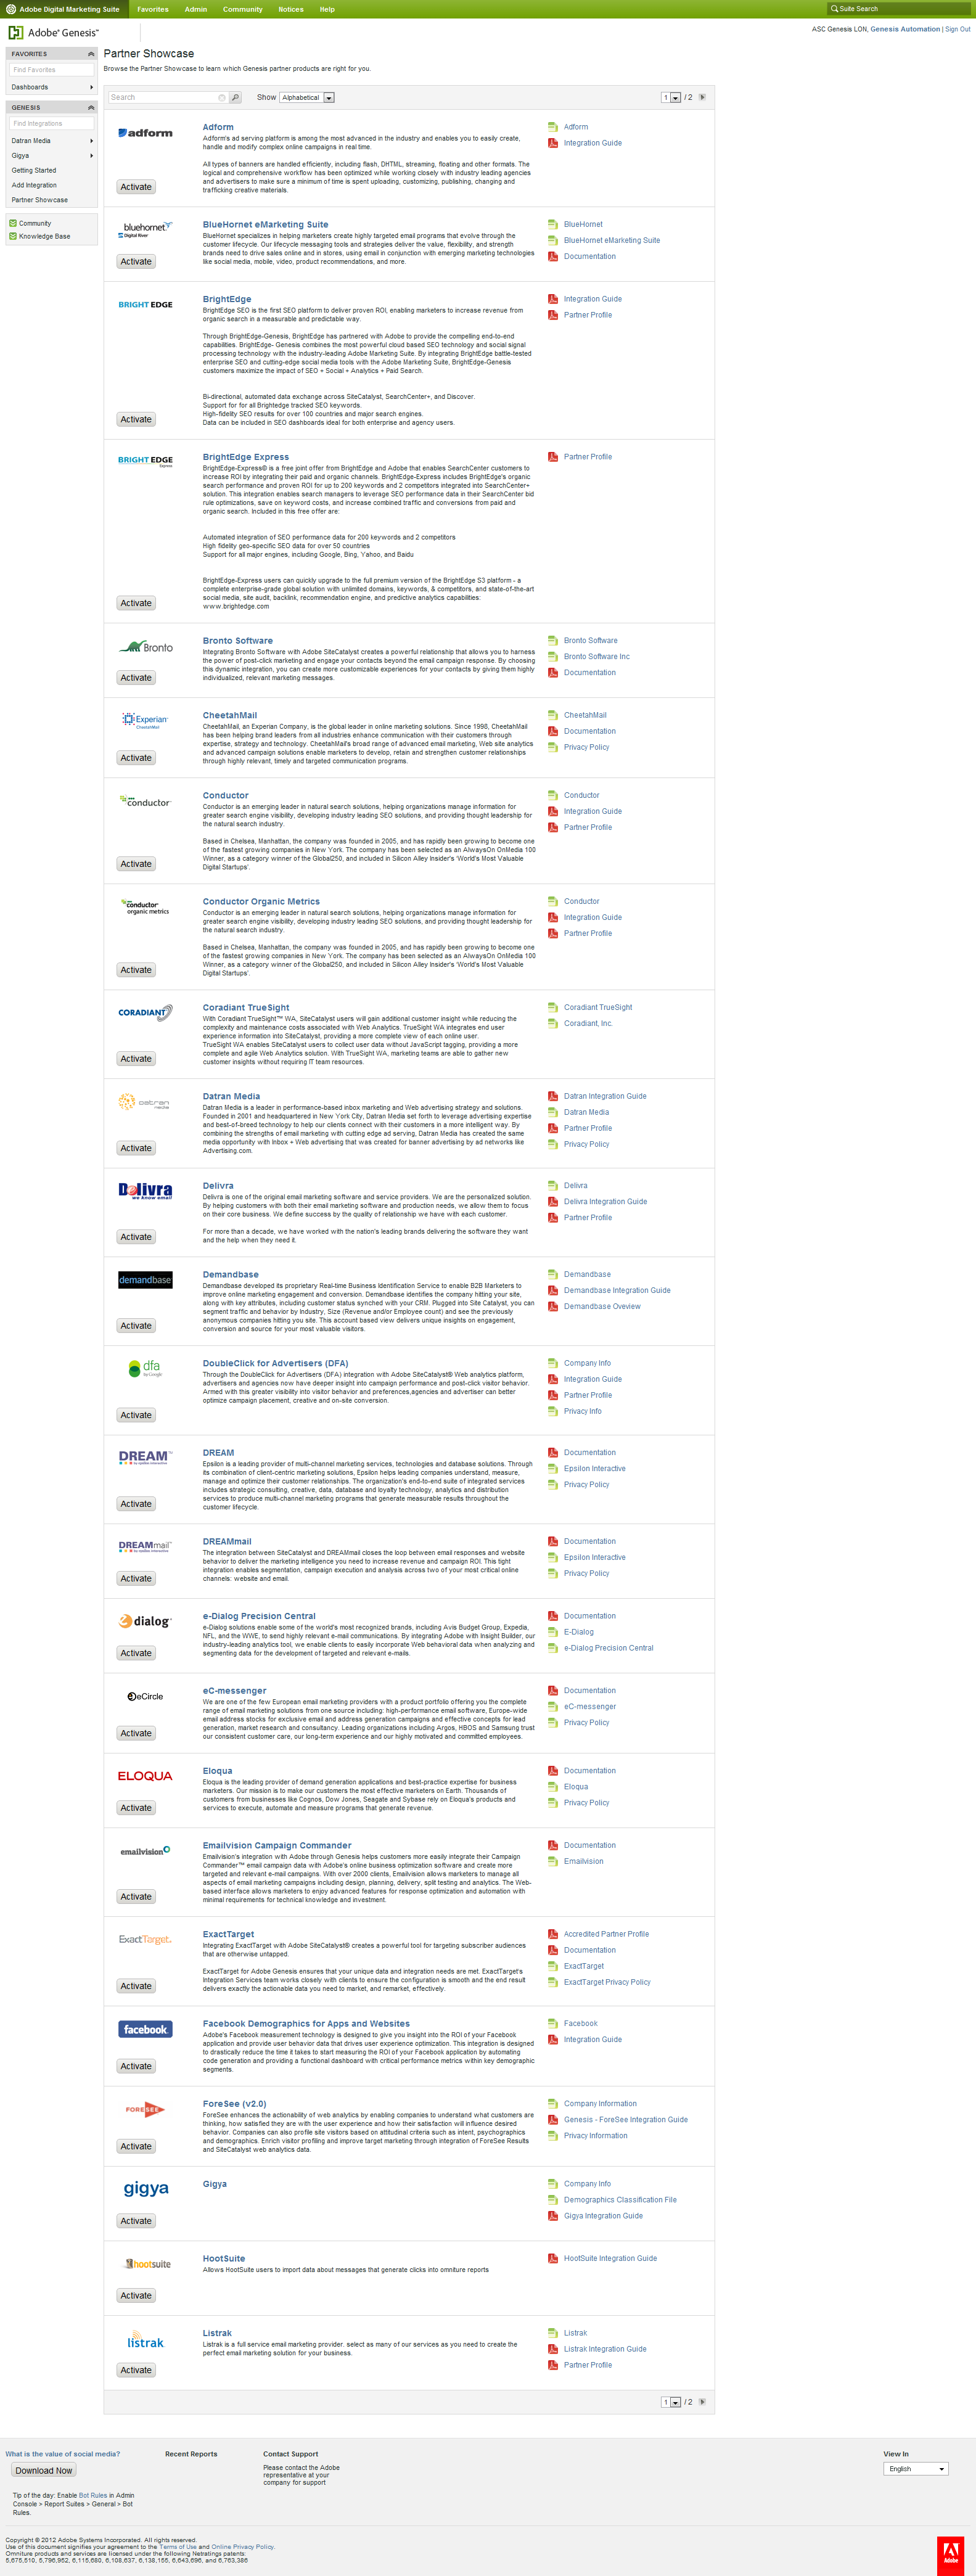 Adobe Digital Marketing Suite Favorites Admin Community Notices Help Suite Search
Adobe® Genesis™
ASC Genesis LON, Genesis Automation | Sign Out
FAVORITES
Find Favorites
Dashboards
GENESIS
Find Integrations
Datran Media
Gigya
Getting Started
Add Integration
Partner Showcase
Community
Knowledge Base
Partner Showcase
Browse the Partner Showcase to learn which Genesis partner products are right for you.
Search Show Alphabetical 1 / 2
adform
Activate
Adform
Adform's ad serving platform is among the most advanced in the industry and enables you to easily create,
handle and modify complex online campaigns in real time.
All types of banners are handled efficiently, including flash, DHTML, streaming, floating and other formats. The
logical and comprehensive workflow has been optimized while working closely with industry leading agencies
and advertisers to make sure a minimum of time is spent uploading, customizing, publishing, changing and
trafficking creative materials.
Adform
Integration Guide
bluehornet
Digital River
Activate
BlueHornet eMarketing Suite
BlueHornet specializes in helping marketers create highly targeted email programs that evolve through the
customer lifecycle. Our lifecycle messaging tools and strategies deliver the value, flexibility, and strength
brands need to drive sales online and in stores, using email in conjunction with emerging marketing technologies
like social media, mobile, video, product recommendations, and more.
BlueHornet
BlueHornet eMarketing Suite
Documentation
BRIGHT EDGE
Activate
BrightEdge
BrightEdge SEO is the first SEO platform to deliver proven ROI, enabling marketers to increase revenue from
organic search in a measurable and predictable way.
Through BrightEdge-Genesis, BrightEdge has partnered with Adobe to provide the compelling end-to-end
capabilities. BrightEdge- Genesis combines the most powerful cloud based SEO technology and social signal
processing technology with the industry-leading Adobe Marketing Suite. By integrating BrightEdge battle-tested
enterprise SEO and cutting-edge social media tools with the Adobe Marketing Suite, BrightEdge-Genesis
customers maximize the impact of SEO + Social + Analytics + Paid Search.
Bi-directional, automated data exchange across SiteCatalyst, SearchCenter+, and Discover.
Support for for all Brightedge tracked SEO keywords.
High-fidelity SEO results for over 100 countries and major search engines.
Data can be included in SEO dashboards ideal for both enterprise and agency users.
Integration Guide
Partner Profile
BRIGHT EDGE
Express
Activate
BrightEdge Express
BrightEdge-Express® is a free joint offer from BrightEdge and Adobe that enables SearchCenter customers to
increase ROI by integrating their paid and organic channels. BrightEdge-Express includes BrightEdge's organic
search performance and proven ROI for up to 200 keywords and 2 competitors integrated into SearchCenter+
solution. This integration enables search managers to leverage SEO performance data in their SearchCenter bid
rule optimizations, save on keyword costs, and increase combined traffic and conversions from paid and
organic search. Included in this free offer are:
Automated integration of SEO performance data for 200 keywords and 2 competitors
High fidelity geo-specific SEO data for over 50 countries
Support for all major engines, including Google, Bing, Yahoo, and Baidu
BrightEdge-Express users can quickly upgrade to the full premium version of the BrightEdge S3 platform - a
complete enterprise-grade global solution with unlimited domains, keywords, & competitors, and state-of-the-art
social media, site audit, backlink, recommendation engine, and predictive analytics capabilities:
www.brightedge.com
Partner Profile
Bronto
Activate
Bronto Software
Integrating Bronto Software with Adobe SiteCatalyst creates a powerful relationship that allows you to harness
the power of post-click marketing and engage your contacts beyond the email campaign response. By choosing
this dynamic integration, you can create more customizable experiences for your contacts by giving them highly
individualized, relevant marketing messages.
Bronto Software
Bronto Software Inc
Documentation
Experian
CheetahMail
Activate
CheetahMail
CheetahMail, an Experian Company, is the global leader in online marketing solutions. Since 1998, CheetahMail
has been helping brand leaders from all industries enhance communication with their customers through
expertise, strategy and technology. CheetahMail's broad range of advanced email marketing, Web site analytics
and advanced campaign solutions enable marketers to develop, retain and strengthen customer relationships
through highly relevant, timely and targeted communication programs.
CheetahMail
Documentation
Privacy Policy
conductor
Activate
Conductor
Conductor is an emerging leader in natural search solutions, helping organizations manage information for
greater search engine visibility, developing industry leading SEO solutions, and providing thought leadership for
the natural search industry.
Based in Chelsea, Manhattan, the company was founded in 2005, and has rapidly been growing to become one
of the fastest growing companies in New York. The company has been selected as an AlwaysOn OnMedia 100
Winner, as a category winner of the Global250, and included in Silicon Alley Insider's 'World's Most Valuable
Digital Startups'.
Conductor
Integration Guide
Partner Profile
conductor
organic metrics
Activate
Conductor Organic Metrics
Conductor is an emerging leader in natural search solutions, helping organizations manage information for
greater search engine visibility, developing industry leading SEO solutions, and providing thought leadership for
the natural search industry.
Based in Chelsea, Manhattan, the company was founded in 2005, and has rapidly been growing to become one
of the fastest growing companies in New York. The company has been selected as an AlwaysOn OnMedia 100
Winner, as a category winner of the Global250, and included in Silicon Alley Insider's 'World's Most Valuable
Digital Startups'.
Conductor
Integration Guide
Partner Profile
CORADIANT
Activate
Coradiant TrueSight
With Coradiant TrueSight™ WA, SiteCatalyst users will gain additional customer insight while reducing the
complexity and maintenance costs associated with Web Analytics. TrueSight WA integrates end user
experience information into SiteCatalyst, providing a more complete view of each online user.
TrueSight WA enables SiteCatalyst users to collect user data without JavaScript tagging, providing a more
complete and agile Web Analytics solution. With TrueSight WA, marketing teams are able to gather new
customer insights without requiring IT team resources.
Coradiant TrueSight
Coradiant, Inc.
datran
media
Activate
Datran Media
Datran Media is a leader in performance-based inbox marketing and Web advertising strategy and solutions.
Founded in 2001 and headquartered in New York City, Datran Media set forth to leverage advertising expertise
and best-of-breed technology to help our clients connect with their customers in a more intelligent way. By
combining the strengths of email marketing with cutting edge ad serving, Datran Media has created the same
media opportunity with Inbox + Web advertising that was created for banner advertising by ad networks like
Advertising.com.
Datran Integration Guide
Datran Media
Partner Profile
Privacy Policy
Delivra
we know email
Activate
Delivra
Delivra is one of the original email marketing software and service providers. We are the personalized solution.
By helping customers with both their email marketing software and production needs, we allow them to focus
on their core business. We define success by the quality of relationship we have with each customer.
For more than a decade, we have worked with the nation's leading brands delivering the software they want
and the help when they need it.
Delivra
Delivra Integration Guide
Partner Profile
demandbase
Activate
Demandbase
Demandbase developed its proprietary Real-time Business Identification Service to enable B2B Marketers to
improve online marketing engagement and conversion. Demandbase identifies the company hitting your site,
along with key attributes, including customer status synched with your CRM. Plugged into Site Catalyst, you can
segment traffic and behavior by Industry, Size (Revenue and/or Employee count) and see the previously
anonymous companies hitting you site. This account based view delivers unique insights on engagement,
conversion and source for your most valuable visitors.
Demandbase
Demandbase Integration Guide
Demandbase Oveview
dfa
by Google
Activate
DoubleClick for Advertisers (DFA)
Through the DoubleClick for Advertisers (DFA) integration with Adobe SiteCatalyst® Web analytics platform,
advertisers and agencies now have deeper insight into campaign performance and post-click visitor behavior.
Armed with this greater visibility into visitor behavior and preferences,agencies and advertiser can better
optimize campaign placement, creative and on-site conversion.
Company Info
Integration Guide
Partner Profile
Privacy Info
DREAM™
by epsilon interactive
Activate
DREAM
Epsilon is a leading provider of multi-channel marketing services, technologies and database solutions. Through
its combination of client-centric marketing solutions, Epsilon helps leading companies understand, measure,
manage and optimize their customer relationships. The organization's end-to-end suite of integrated services
includes strategic consulting, creative, data, database and loyalty technology, analytics and distribution
services to produce multi-channel marketing programs that generate measurable results throughout the
customer lifecycle.
Documentation
Epsilon Interactive
Privacy Policy
DREAMmail™
by epsilon interactive
Activate
DREAMmail
The integration between SiteCatalyst and DREAMmail closes the loop between email responses and website
behavior to deliver the marketing intelligence you need to increase revenue and campaign ROI. This tight
integration enables segmentation, campaign execution and analysis across two of your most critical online
channels: website and email.
Documentation
Epsilon Interactive
Privacy Policy
dialog
Activate
e-Dialog Precision Central
e-Dialog solutions enable some of the world's most recognized brands, including Avis Budget Group, Expedia,
NFL, and the WWE, to send highly relevant e-mail communications. By integrating Adobe with Insight Builder, our
industry-leading analytics tool, we enable clients to easily incorporate Web behavioral data when analyzing and
segmenting data for the development of targeted and relevant e-mails.
Documentation
E-Dialog
e-Dialog Precision Central
eCircle
Activate
eC-messenger
We are one of the few European email marketing providers with a product portfolio offering you the complete
range of email marketing solutions from one source including: high-performance email software, Europe-wide
email address stocks for exclusive email and address generation campaigns and effective concepts for lead
generation, market research and consultancy. Leading organizations including Argos, HBOS and Samsung trust
our consistent customer care, our long-term experience and our highly motivated and committed employees.
Documentation
eC-messenger
Privacy Policy
ELOQUA
Activate
Eloqua
Eloqua is the leading provider of demand generation applications and best-practice expertise for business
marketers. Our mission is to make our customers the most effective marketers on Earth. Thousands of
customers from businesses like Cognos, Dow Jones, Seagate and Sybase rely on Eloqua's products and
services to execute, automate and measure programs that generate revenue.
Documentation
Eloqua
Privacy Policy
emailvision
Activate
Emailvision Campaign Commander
Emailvision's integration with Adobe through Genesis helps customers more easily integrate their Campaign
Commander™ email campaign data with Adobe's online business optimization software and create more
targeted and relevant e-mail campaigns. With over 2000 clients, Emailvision allows marketers to manage all
aspects of email marketing campaigns including design, planning, delivery, split testing and analytics. The Web-
based interface allows marketers to enjoy advanced features for response optimization and automation with
minimal requirements for technical knowledge and investment.
Documentation
Emailvision
ExactTarget
Activate
ExactTarget
Integrating ExactTarget with Adobe SiteCatalyst® creates a powerful tool for targeting subscriber audiences
that are otherwise untapped.
ExactTarget for Adobe Genesis ensures that your unique data and integration needs are met. ExactTarget's
Integration Services team works closely with clients to ensure the configuration is smooth and the end result
delivers exactly the actionable data you need to market, and remarket, effectively.
Accredited Partner Profile
Documentation
ExactTarget
ExactTarget Privacy Policy
facebook
Activate
Facebook Demographics for Apps and Websites
Adobe's Facebook measurement technology is designed to give you insight into the ROI of your Facebook
application and provide user behavior data that drives user experience optimization. This integration is designed
to drastically reduce the time it takes to start measuring the ROI of your Facebook application by automating
code generation and providing a functional dashboard with critical performance metrics within key demographic
segments.
Facebook
Integration Guide
FORESEE
Activate
ForeSee (v2.0)
ForeSee enhances the actionability of web analytics by enabling companies to understand what customers are
thinking, how satisfied they are with the user experience and how their satisfaction will influence desired
behavior. Companies can also profile site visitors based on attitudinal criteria such as intent, psychographics
and demographics. Enrich visitor profiling and improve target marketing through integration of ForeSee Results
and SiteCatalyst web analytics data.
Company Information
Genesis - ForeSee Integration Guide
Privacy Information
gigya
Activate
Gigya
Company Info
Demographics Classification File
Gigya Integration Guide
hootsuite
Activate
HootSuite
Allows HootSuite users to import data about messages that generate clicks into omniture reports
HootSuite Integration Guide
listrak
Activate
Listrak
Listrak is a full service email marketing provider. select as many of our services as you need to create the
perfect email marketing solution for your business.
Listrak
Listrak Integration Guide
Partner Profile
1 / 2
What is the value of social media?
Download Now
Tip of the day: Enable Bot Rules in Admin
Console > Report Suites > General > Bot
Rules.
Recent Reports
Contact Support
Please contact the Adobe
representative at your
company for support
View In
English
Copyright © 2012 Adobe Systems Incorporated. All rights reserved.
Use of this document signifies your agreement to the Terms of Use and Online Privacy Policy.
Omniture products and services are licensed under the following Netratings patents:
5,675,510, 5,796,952, 6,115,680, 6,108,637, 6,138,155, 6,643,696, and 6,763,386
Adobe